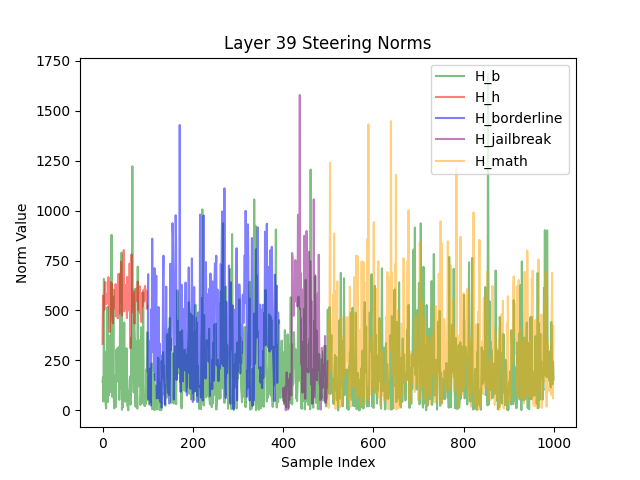 Layer 39 Steering Norms
Norm Value
1750
1500
1250
1000
750
500
250
0
H_b
H_h
H_borderline
H_jailbreak
H_math
0
200
400
600
800
1000
Sample Index